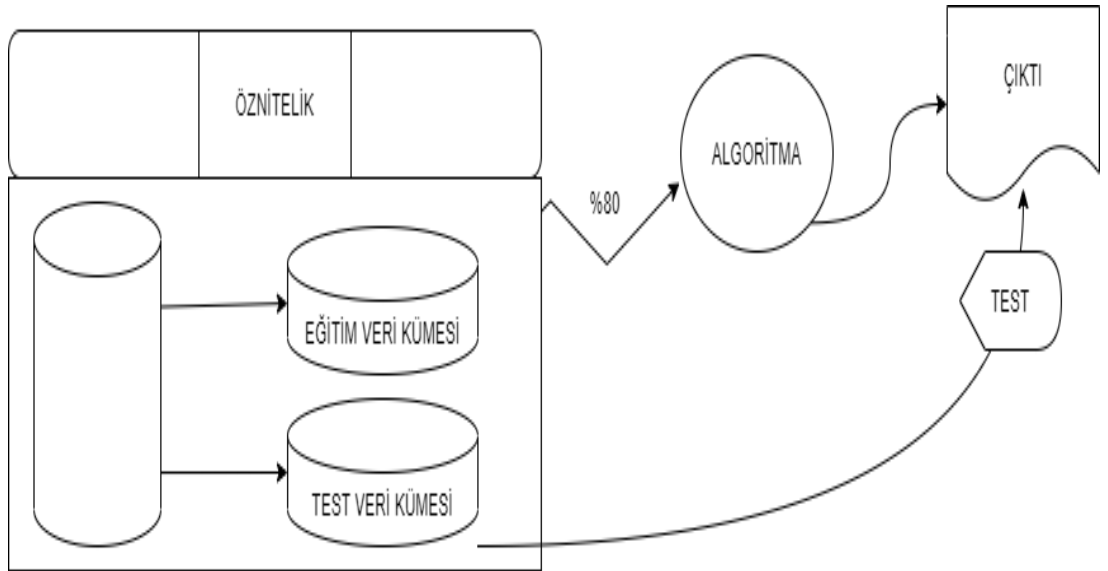 ÖZNİTELİK
ÇIKTI
ALGORİTMA
%80
TEST
EĞİTİM VERİ KÜMESİ
TEST VERİ KÜMESİ